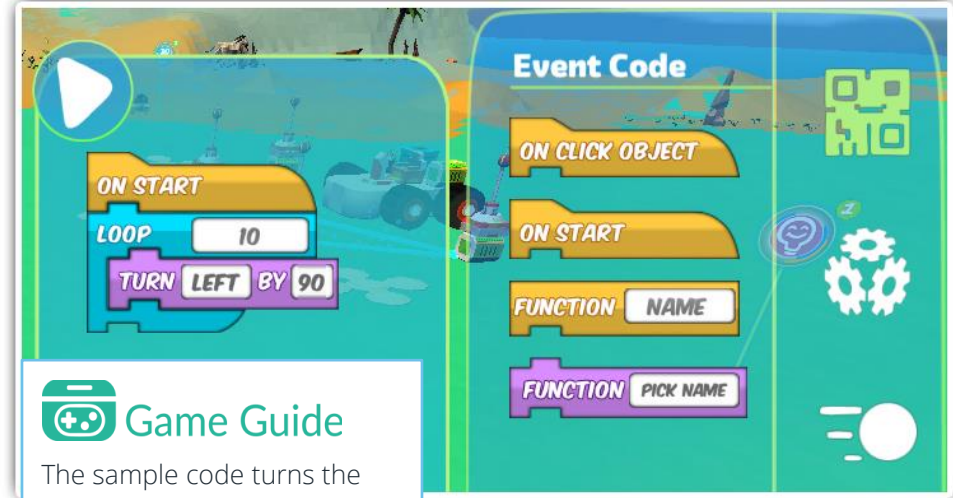 ON START
LOOP 10
TURN LEFT BY 90
Event Code
ON CLICK OBJECT
ON START
FUNCTION NAME
FUNCTION PICK NAME
Game Guide
The sample code turns the